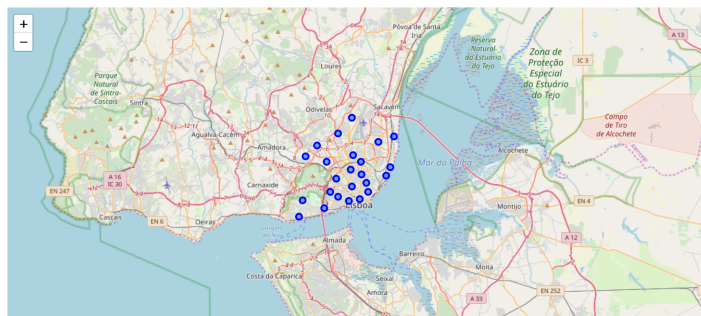 +
−
Póvoa de Santa
Iria
Reserva
Natural
do Estuário
do Tejo
Zona de
Proteção
Especial
do Estuário
do Tejo
A 13
IC 3
Loures
Parque
Natural
de Sintra-
Cascais
Sintra
Odivelas
Sacavém
Campo
de Tiro
de Alcochete
Agualva-Cacém
Amadora
Mar da Palha
Alcochete
A 16
IC 30
EN 247
Carnaxide
Lisboa
EN 4
Montijo
Cascais
EN 6
Oeiras
Almada
A 12
Barreiro
Moita
Costa da Caparica
Seixal
Amora
EN 252
A 33